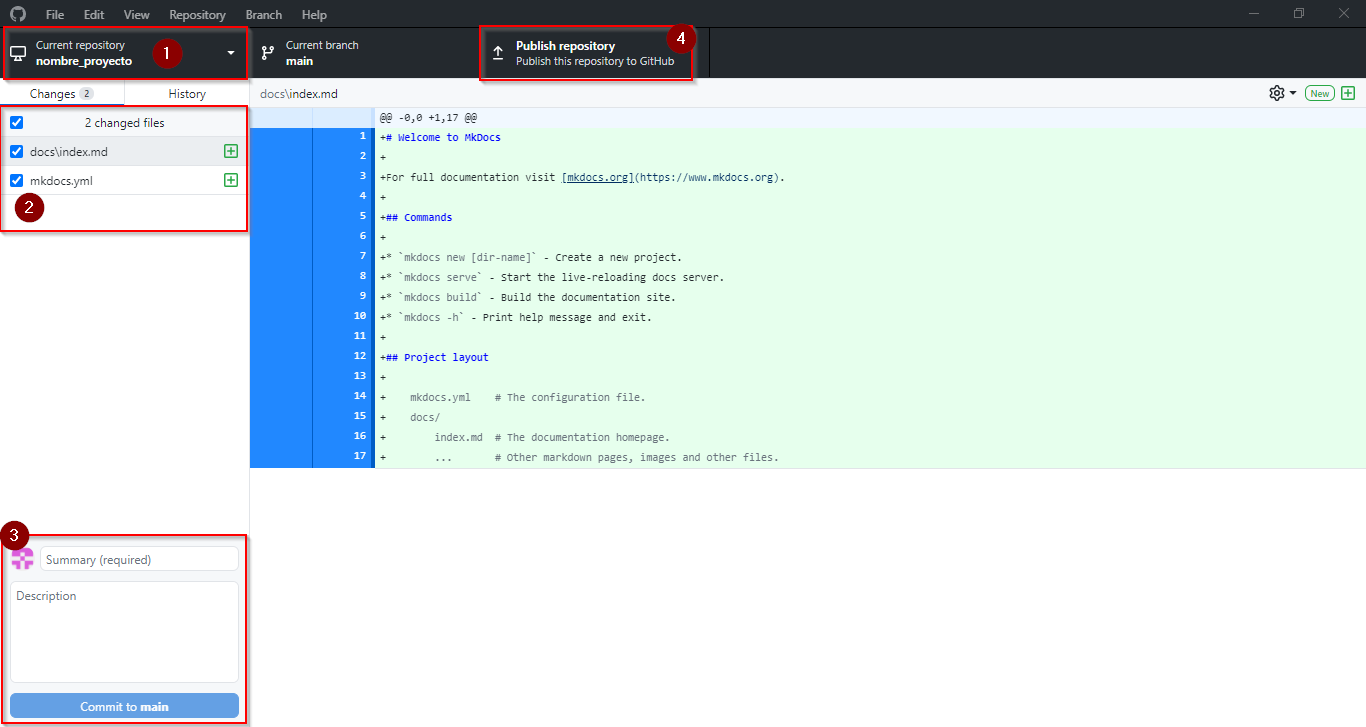 File Edit View Repository Branch Help
Current repository
nombre_proyecto
1
Current branch
main
Publish repository
Publish this repository to GitHub
4
Changes 2
History
docs\index.md
New
2 changed files
docs\index.md
mkdocs.yml
2
@@ -0,0 +1,17 @@
1 +# Welcome to MkDocs
2 +
3 +For full documentation visit [mkdocs.org](https://www.mkdocs.org).
4 +
5 +## Commands
6 +
7 +* `mkdocs new [dir-name]` - Create a new project.
8 +* `mkdocs serve` - Start the live-reloading docs server.
9 +* `mkdocs build` - Build the documentation site.
10 +* `mkdocs -h` - Print help message and exit.
11 +
12 +## Project layout
13 +
14 +    mkdocs.yml    # The configuration file.
15 +    docs/
16 +        index.md  # The documentation homepage.
17 +        ...       # Other markdown pages, images and other files.
3
Summary (required)
Description
Commit to main